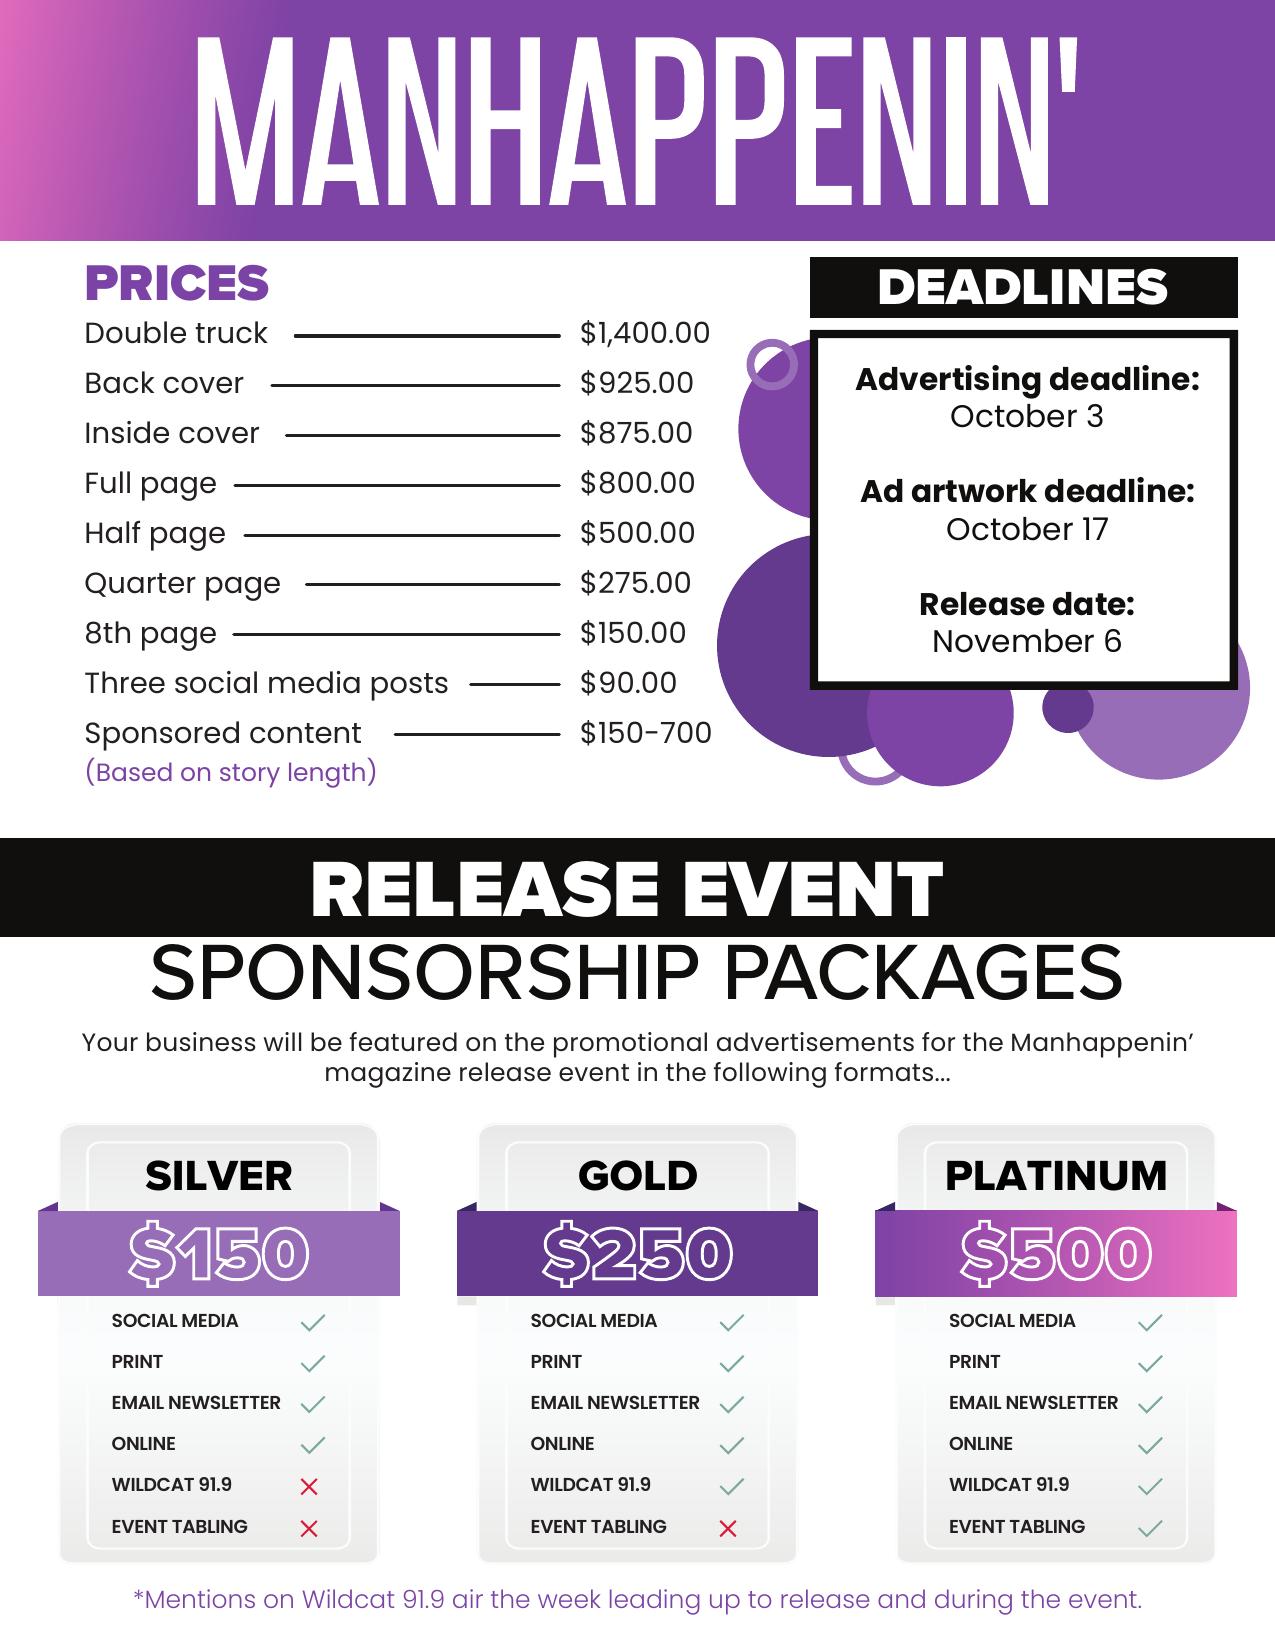 MANHAPPENIN'
PRICES
Double truck $1,400.00
Back cover $925.00
Inside cover $875.00
Full page $800.00
Half page $500.00
Quarter page $275.00
8th page $150.00
Three social media posts $90.00
Sponsored content $150-700
(Based on story length)
DEADLINES
Advertising deadline:
October 3
Ad artwork deadline:
October 17
Release date:
November 6
RELEASE EVENT
SPONSORSHIP PACKAGES
Your business will be featured on the promotional advertisements for the Manhappenin’
magazine release event in the following formats...
SILVER
$150
SOCIAL MEDIA
PRINT
EMAIL NEWSLETTER
ONLINE
WILDCAT 91.9
EVENT TABLING
GOLD
$250
SOCIAL MEDIA
PRINT
EMAIL NEWSLETTER
ONLINE
WILDCAT 91.9
EVENT TABLING
PLATINUM
$500
SOCIAL MEDIA
PRINT
EMAIL NEWSLETTER
ONLINE
WILDCAT 91.9
EVENT TABLING
*Mentions on Wildcat 91.9 air the week leading up to release and during the event.